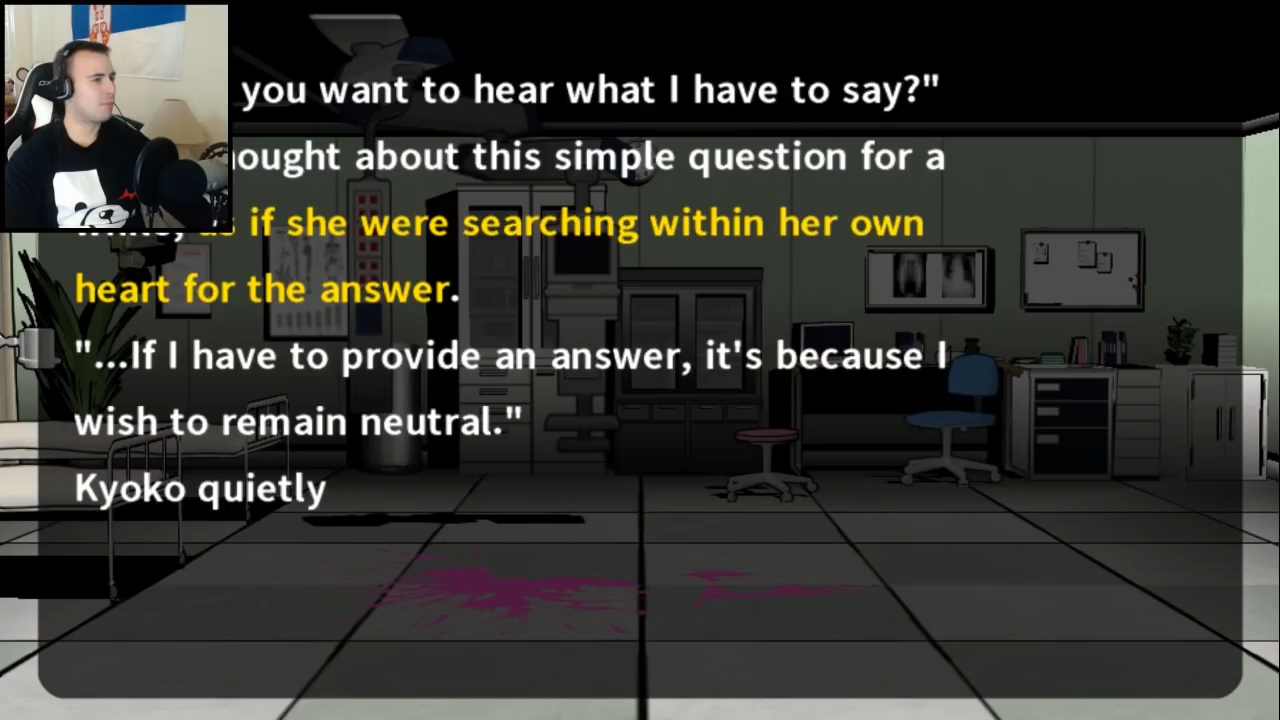 you want to hear what I have to say?"
hought about this simple question for a
if she were searching within her own
heart for the answer.
"...If I have to provide an answer, it's because I
wish to remain neutral."
Kyoko quietly